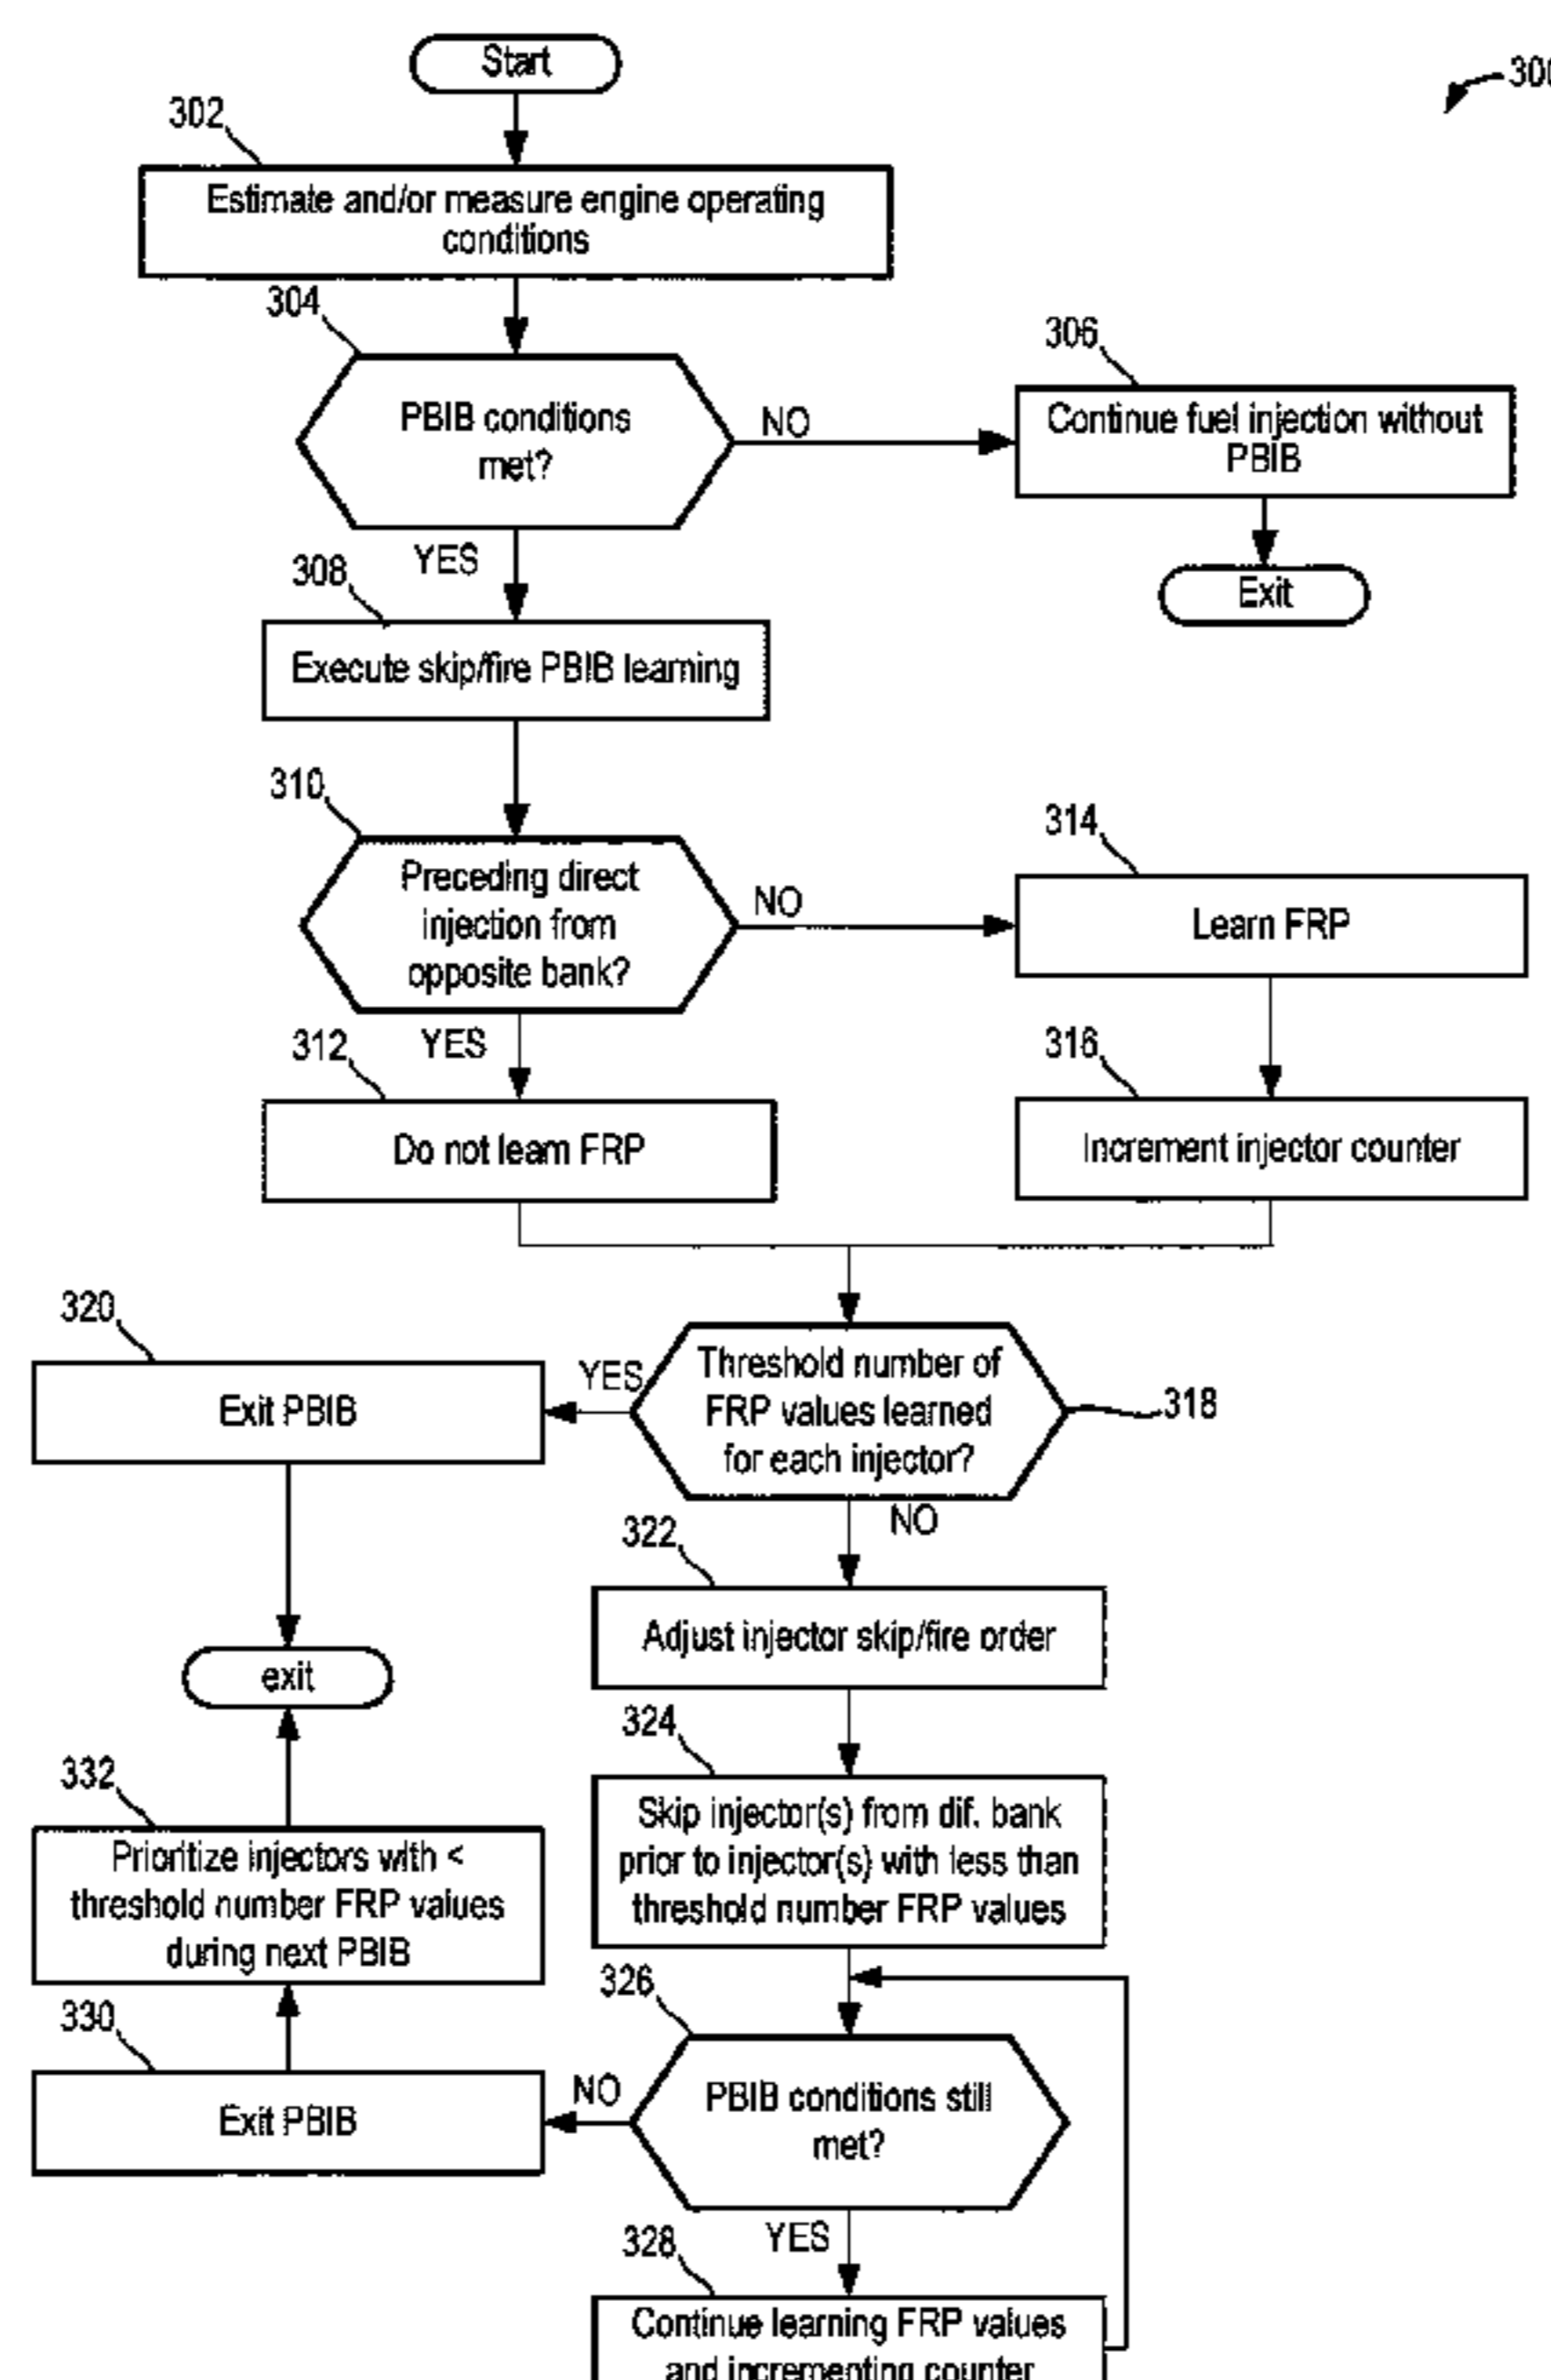 Start
300
302
Estimate and/or measure engine operating
conditions
304
PBIB conditions
met?
NO
306
Continue fuel injection without
PBIB
Exit
YES
308
Execute skip/fire PBIB learning
310
Preceding direct
injection from
opposite bank?
NO
314
Learn FRP
YES
312
Do not learn FRP
316
Increment injector counter
320
Exit PBIB
YES
Threshold number of
FRP values learned
for each injector?
318
NO
322
Adjust injector skip/fire order
exit
324
Skip injector(s) from dif. bank
prior to injector(s) with less than
threshold number FRP values
332
Prioritize injectors with <
threshold number FRP values
during next PBIB
326
PBIB conditions still
met?
NO
330
Exit PBIB
YES
328
Continue learning FRP values
and incrementing counter